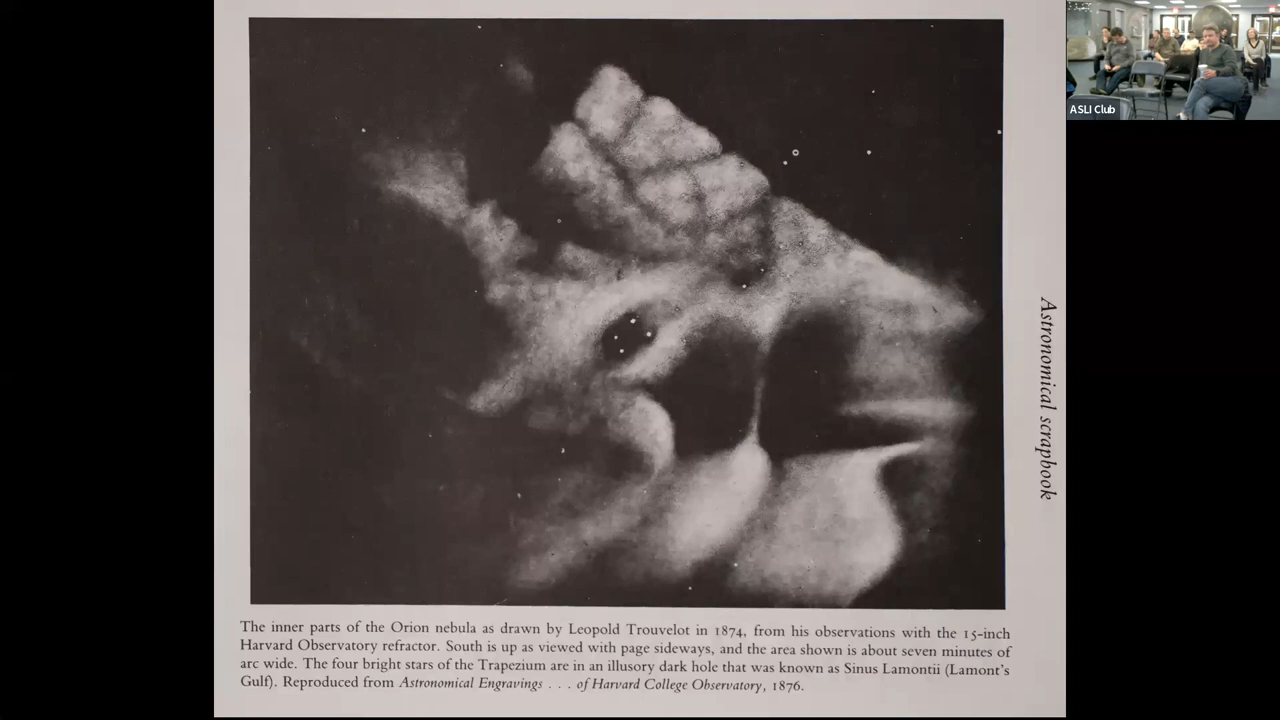 ASLI Club
Astronomical scrapbook
The inner parts of the Orion nebula as drawn by Leopold Trouvelot in 1874, from his observations with the 15-inch
Harvard Observatory refractor. South is up as viewed with page sideways, and the area shown is about seven minutes of
arc wide. The four bright stars of the Trapezium are in an illusory dark hole that was known as Sinus Lamontii (Lamont's
Gulf). Reproduced from Astronomical Engravings . . . of Harvard College Observatory, 1876.